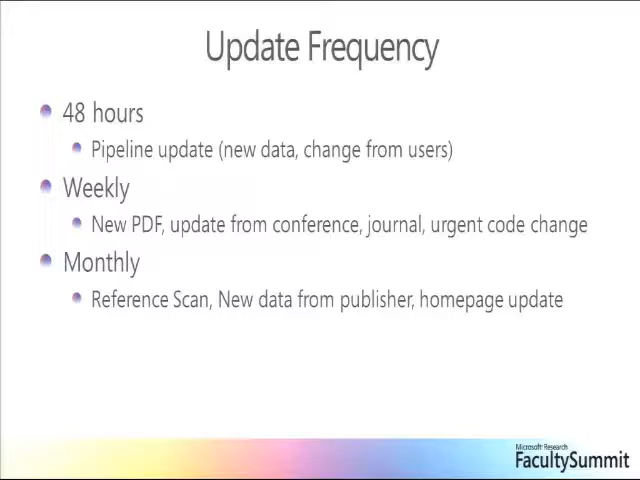 Update Frequency
48 hours
Pipeline update (new data, change from users)
Weekly
New PDF, update from conference, journal, urgent code change
Monthly
Reference Scan, New data from publisher, homepage update
Microsoft Research
FacultySummit